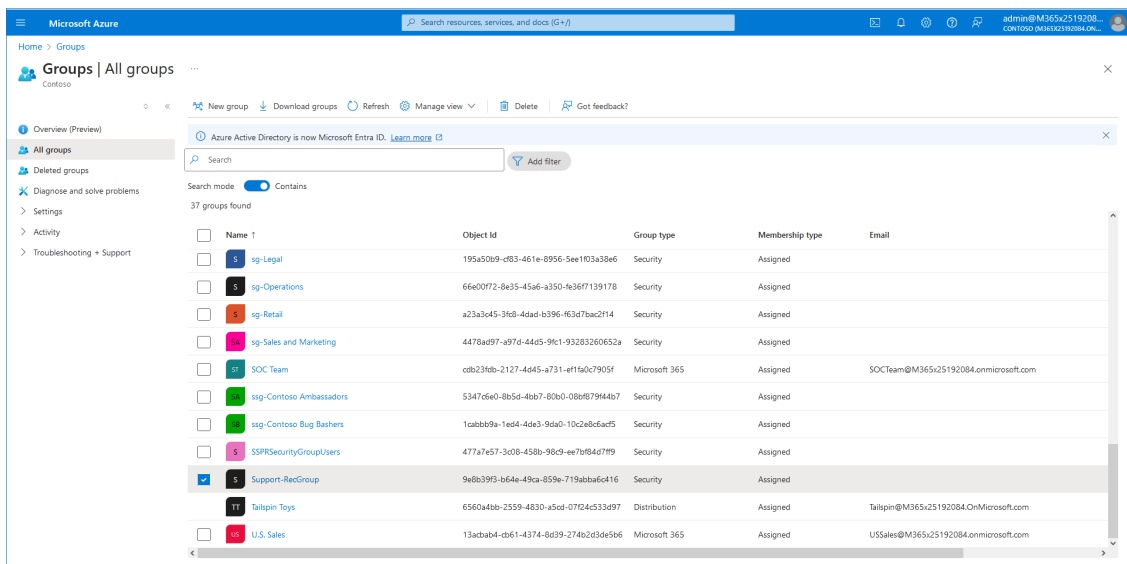 Microsoft Azure
Search resources, services, and docs (G+/)
admin@M365x2519208...
CONTOSO (M365X25192084.ON...
Home > Groups
Groups | All groups ...
Contoso
New group Download groups Refresh Manage view Delete Got feedback?
Overview (Preview)
All groups
Deleted groups
Diagnose and solve problems
Settings
Activity
Troubleshooting + Support
Azure Active Directory is now Microsoft Entra ID. Learn more
Search
Add filter
Search mode Contains
37 groups found
Name ↑ Object Id Group type Membership type Email
S sg-Legal 195a50b9-cf83-461e-8956-5ee1f03a38e6 Security Assigned
S sg-Operations 66e00f72-8e35-45a6-a350-fe36f7139178 Security Assigned
S sg-Retail a23a3c45-3fc8-4dad-b396-f63d7bac2f14 Security Assigned
SA sg-Sales and Marketing 4478ad97-a97d-44d5-9fc1-93283260652a Security Assigned
ST SOC Team cdb23fdb-2127-4d45-a731-ef1fa0c7905f Microsoft 365 Assigned SOCTeam@M365x25192084.onmicrosoft.com
SA ssg-Contoso Ambassadors 5347c6e0-8b5d-4bb7-80b0-08bf879f44b7 Security Assigned
SB ssg-Contoso Bug Bashers 1cabbb9a-1ed4-4de3-9da0-10c2e8c6acf5 Security Assigned
S SSPRSecurityGroupUsers 477a7e57-3c08-458b-98c9-ee7bf84d7ff9 Security Assigned
S Support-RecGroup 9e8b39f3-b64e-49ca-859e-719abba6c416 Security Assigned
TT Tailspin Toys 6560a4bb-2559-4830-a5cd-07f24c533d97 Distribution Assigned Tailspin@M365x25192084.OnMicrosoft.com
US U.S. Sales 13acbab4-cb61-4374-8d39-274b2d3de5b6 Microsoft 365 Assigned USSales@M365x25192084.onmicrosoft.com